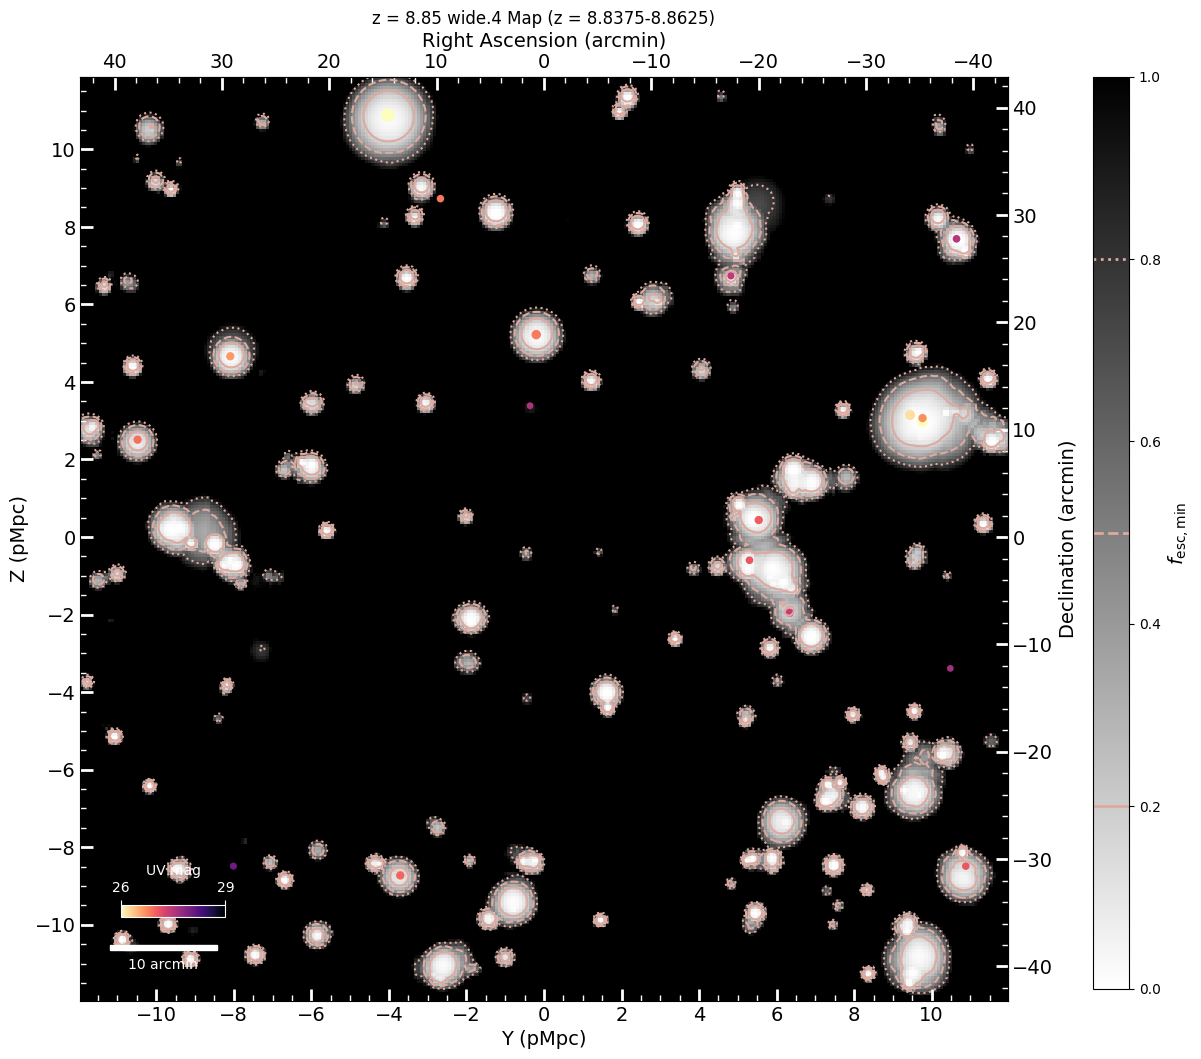 z = 8.85 wide.4 Map (z = 8.8375-8.8625)
Right Ascension (arcmin)
40 30 20 10 0 −10 −20 −30 −40
10
8
6
4
2
0
−2
−4
−6
−8
−10
Z (pMpc)
40
30
20
10
0
−10
−20
−30
−40
Declination (arcmin)
1.0
0.8
0.6
0.4
0.2
0.0
fesc, min
UV mag
26 29
10 arcmin
−10 −8 −6 −4 −2 0 2 4 6 8 10
Y (pMpc)